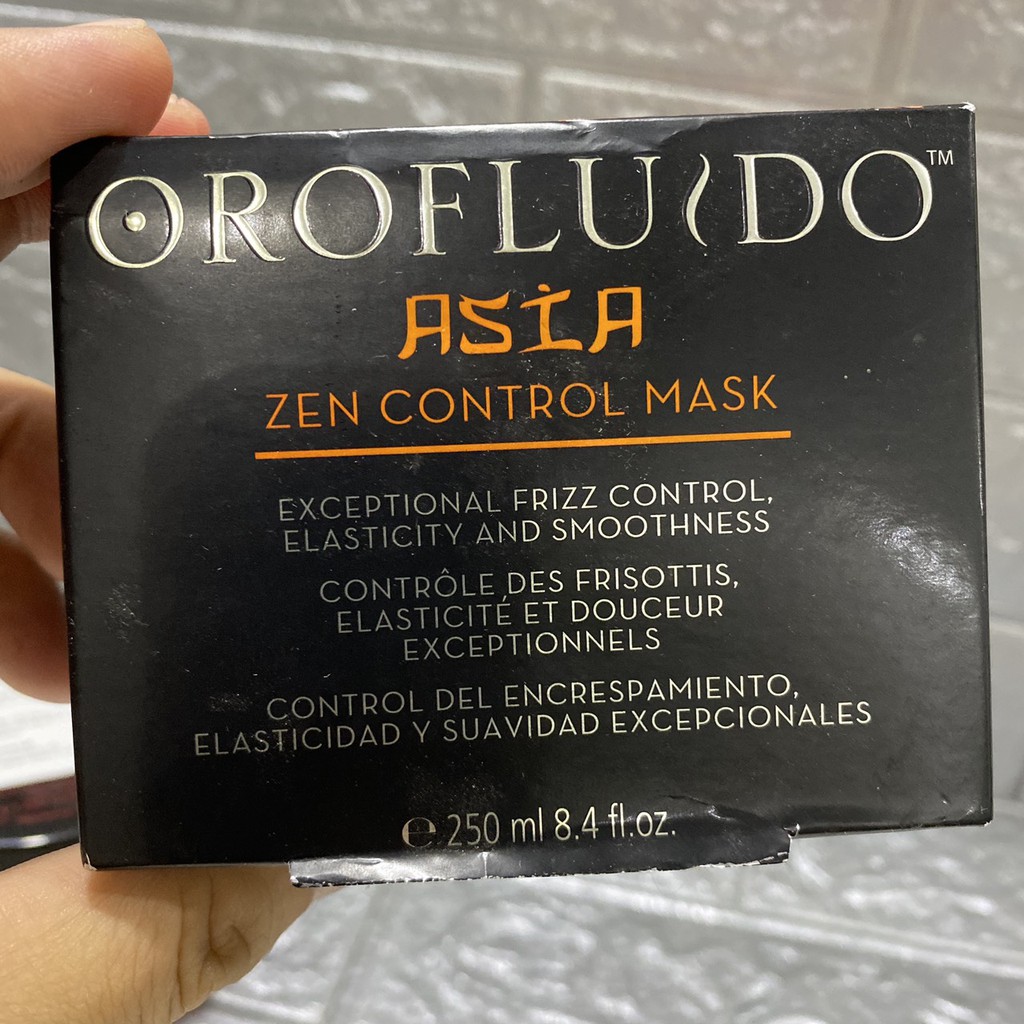 OROFLUIDO™
ASIA
ZEN CONTROL MASK
EXCEPTIONAL FRIZZ CONTROL,
ELASTICITY AND SMOOTHNESS
CONTRÔLE DES FRISOTTIS,
ELASTICITÉ ET DOUCEUR
EXCEPTIONNELS
CONTROL DEL ENCRESPAMIENTO,
ELASTICIDAD Y SUAVIDAD EXCEPCIONALES
℮ 250 ml 8.4 fl.oz.